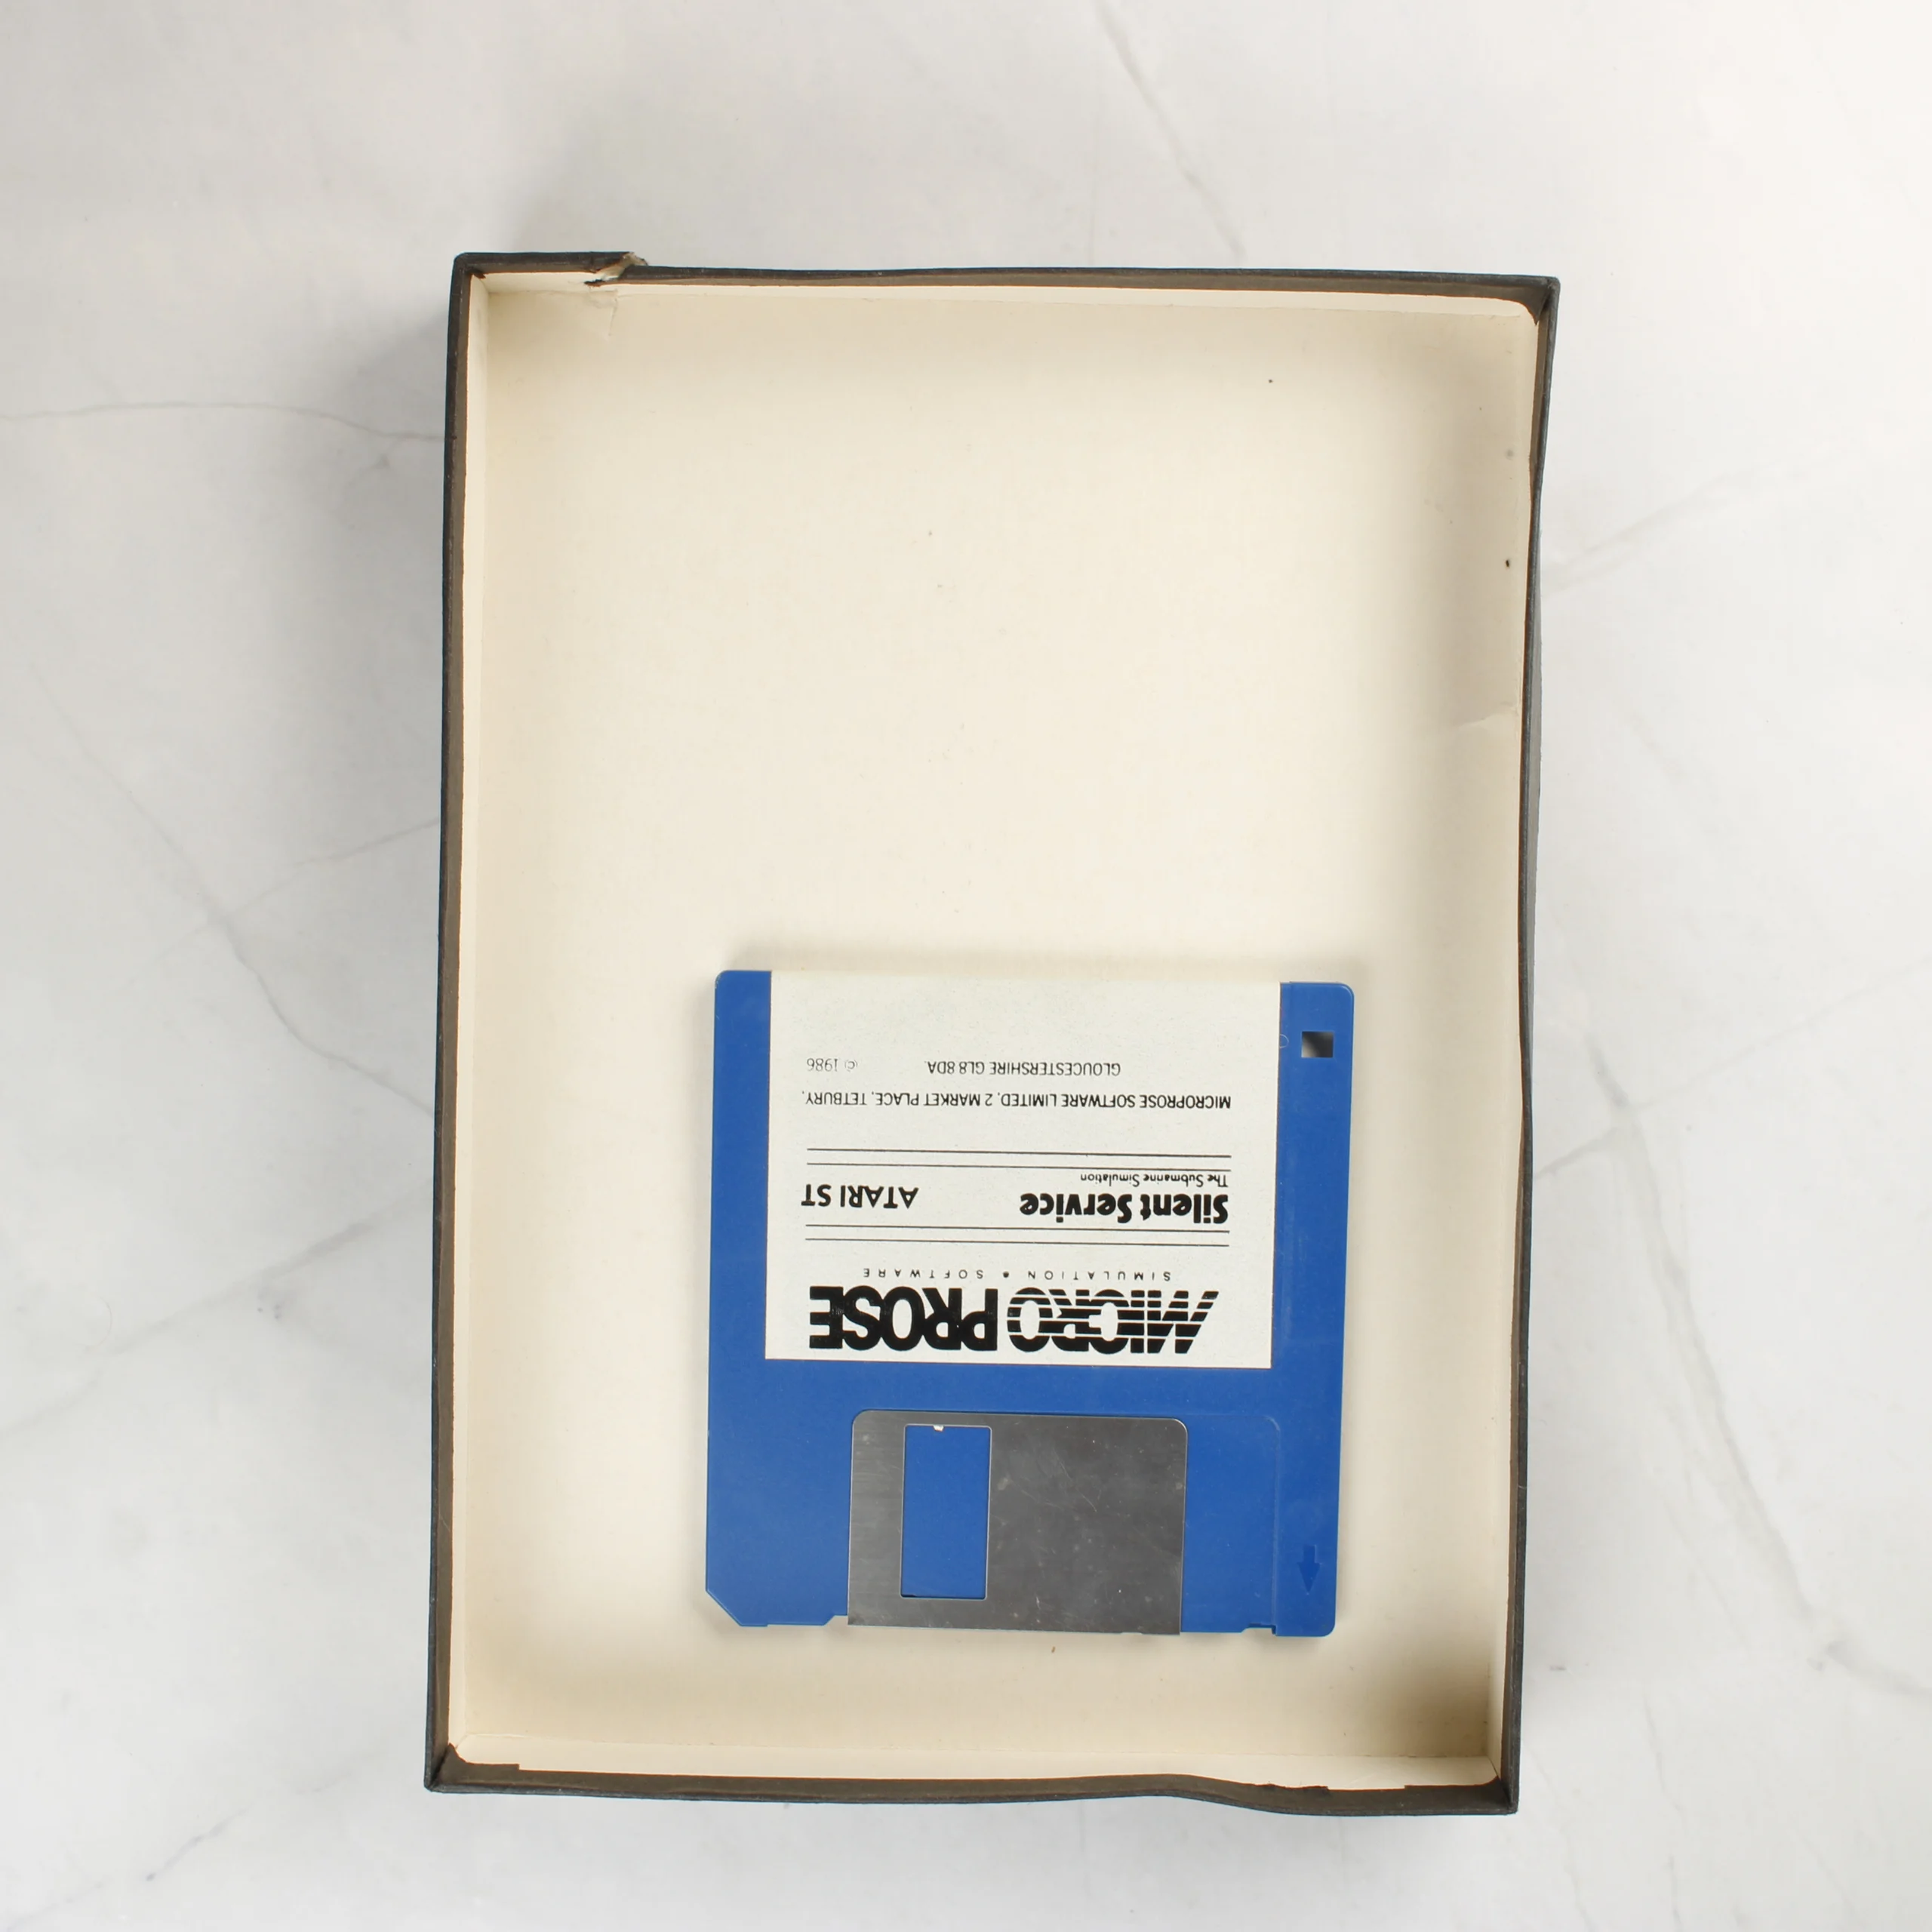 MICRO PROSE
SIMULATION • SOFTWARE
Silent Service ATARI ST
The Submarine Simulation
MICROPROSE SOFTWARE LIMITED, 2 MARKET PLACE, TETBURY,
GLOUCESTERSHIRE GL8 8DA. © 1986